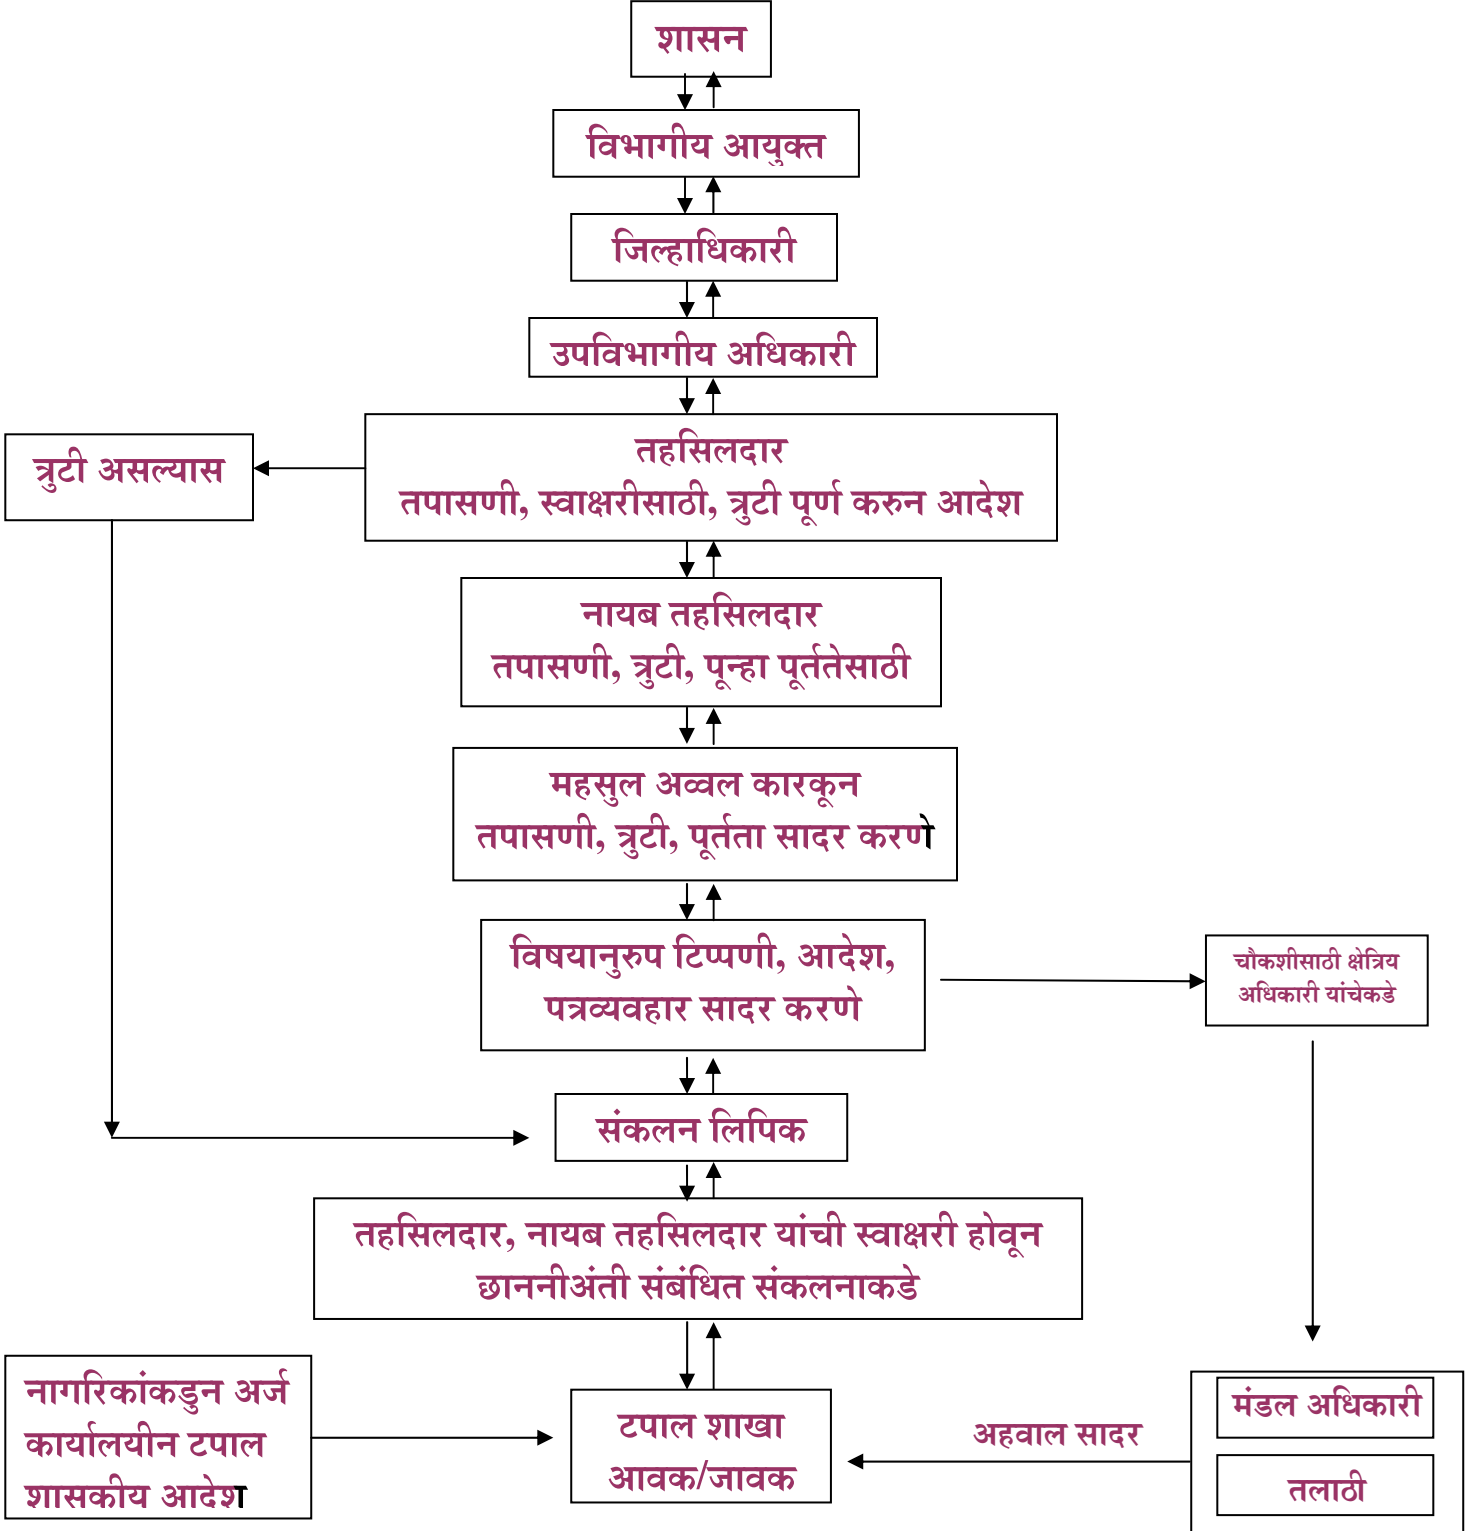 शासन
विभागीय आयुक्त
जिल्हाधिकारी
उपविभागीय अधिकारी
तहसिलदार
तपासणी, स्वाक्षरीसाठी, त्रुटी पूर्ण करुन आदेश
त्रुटी असल्यास
नायब तहसिलदार
तपासणी, त्रुटी, पून्हा पूर्ततेसाठी
महसुल अव्वल कारकून
तपासणी, त्रुटी, पूर्तता सादर करणे
विषयानुरुप टिप्पणी, आदेश,
पत्रव्यवहार सादर करणे
चौकशीसाठी क्षेत्रिय
अधिकारी यांचेकडे
संकलन लिपिक
तहसिलदार, नायब तहसिलदार यांची स्वाक्षरी होवून
छाननीअंती संबंधित संकलनाकडे
नागरिकांकडुन अर्ज
कार्यालयीन टपाल
शासकीय आदेश
टपाल शाखा
आवक/जावक
अहवाल सादर
मंडल अधिकारी
तलाठी